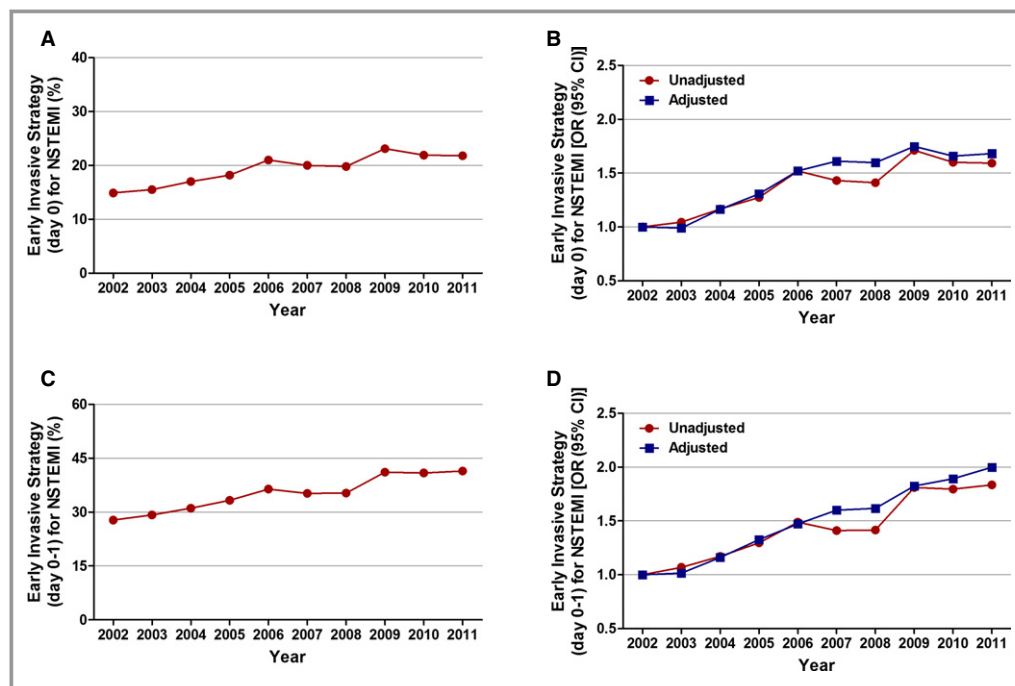 A
Early Invasive Strategy
(day 0) for NSTEMI (%)
40
30
20
10
0
2002 2003 2004 2005 2006 2007 2008 2009 2010 2011
Year
B
Early Invasive Strategy
(day 0) for NSTEMI [OR (95% CI)]
2.5
2.0
1.5
1.0
0.5
Unadjusted
Adjusted
2002 2003 2004 2005 2006 2007 2008 2009 2010 2011
Year
C
Early Invasive Strategy
(day 0-1) for NSTEMI (%)
60
45
30
15
0
2002 2003 2004 2005 2006 2007 2008 2009 2010 2011
Year
D
Early Invasive Strategy
(day 0-1) for NSTEMI [OR (95% CI)]
2.5
2.0
1.5
1.0
0.5
Unadjusted
Adjusted
2002 2003 2004 2005 2006 2007 2008 2009 2010 2011
Year